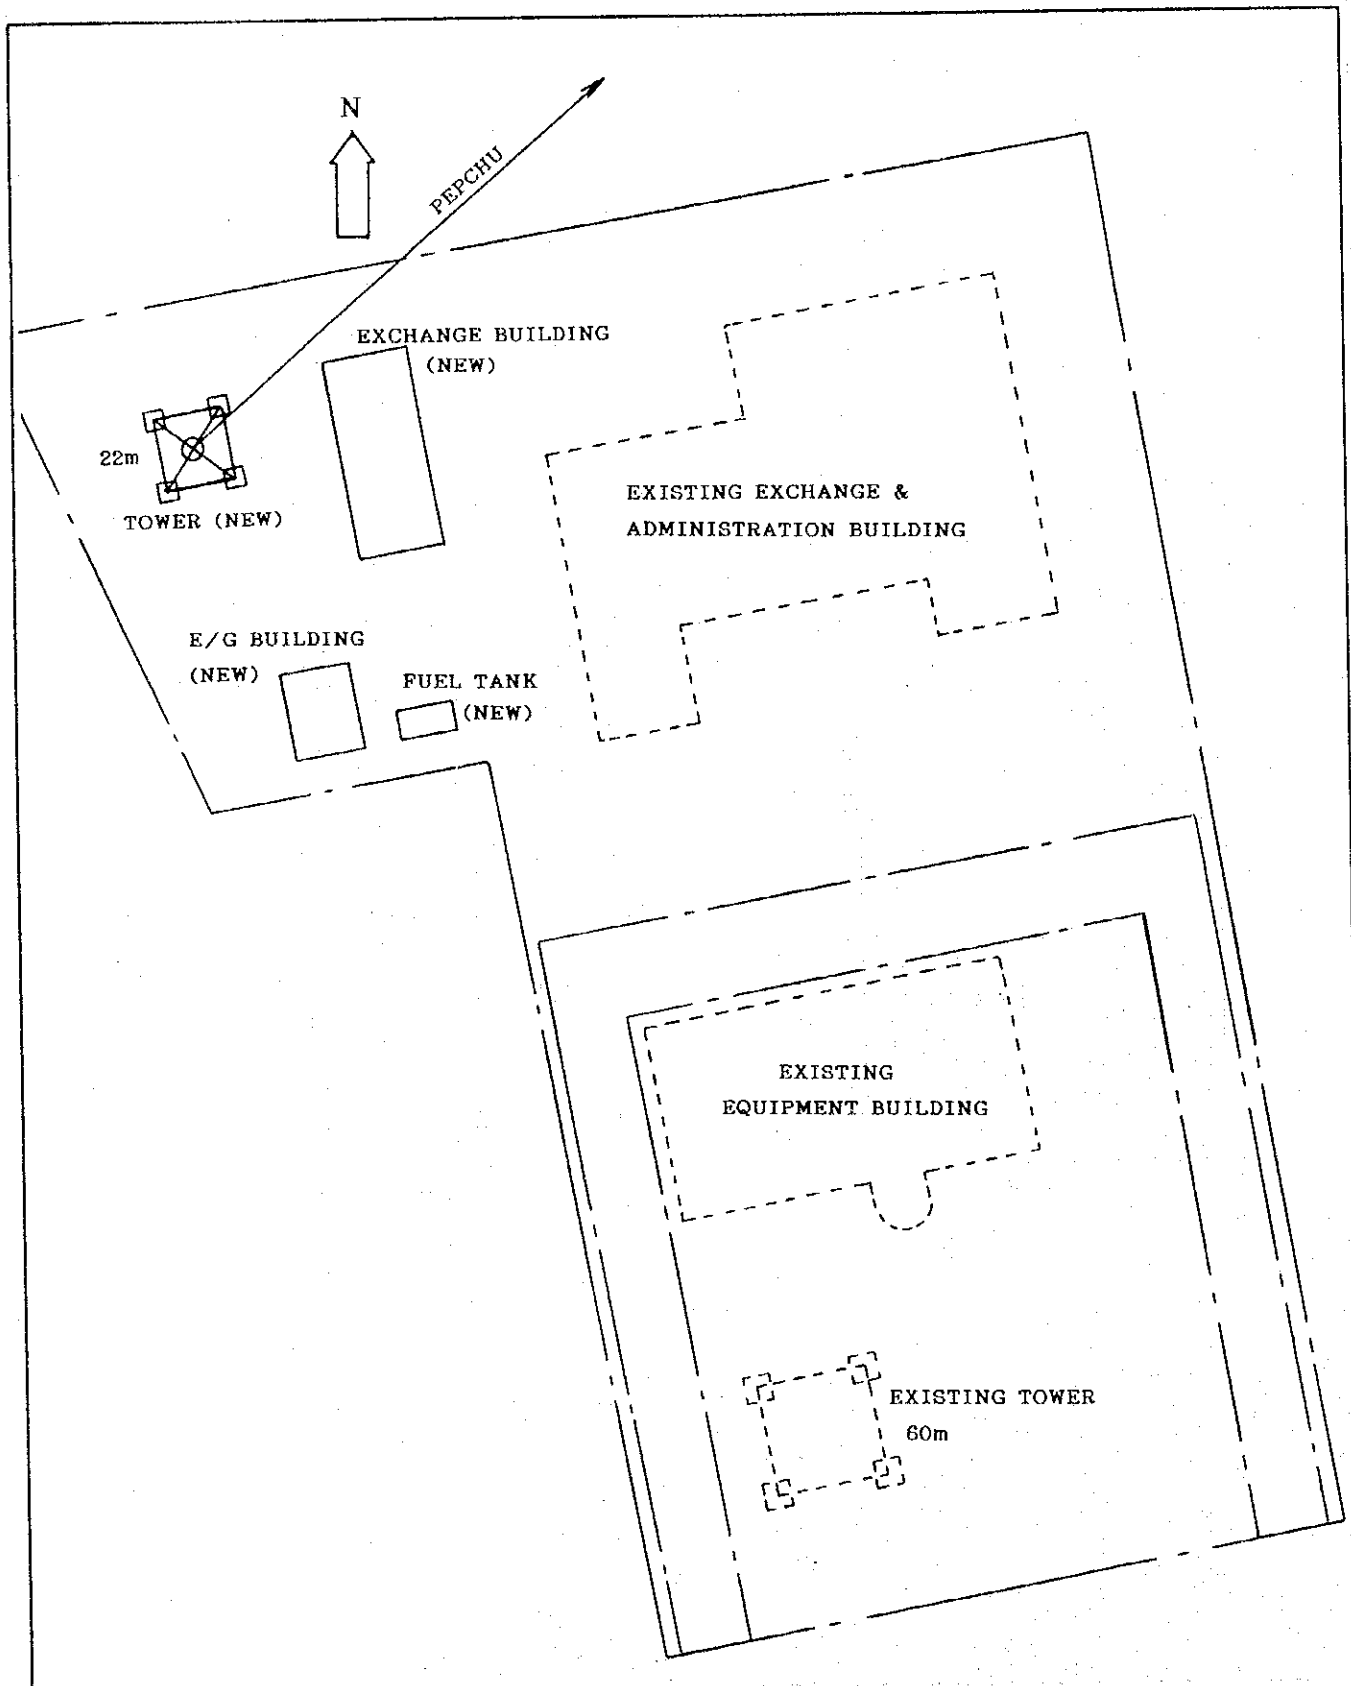 N
PEPCHU
EXCHANGE BUILDING
(NEW)
22m
TOWER (NEW)
EXISTING EXCHANGE &
ADMINISTRATION BUILDING
E/G BUILDING
(NEW)
FUEL TANK
(NEW)
EXISTING
EQUIPMENT BUILDING
EXISTING TOWER
60m